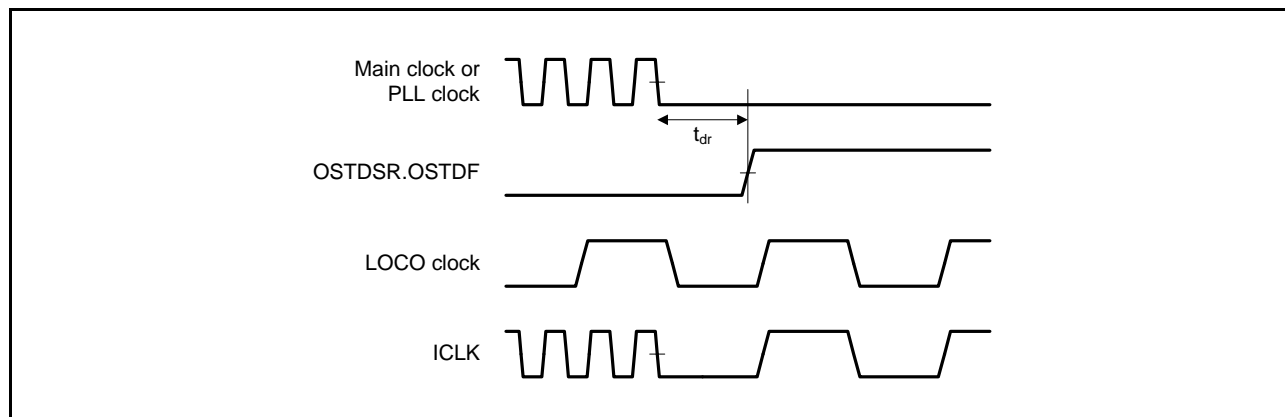 Main clock or
PLL clock
tdr
OSTDSR.OSTDF
LOCO clock
ICLK